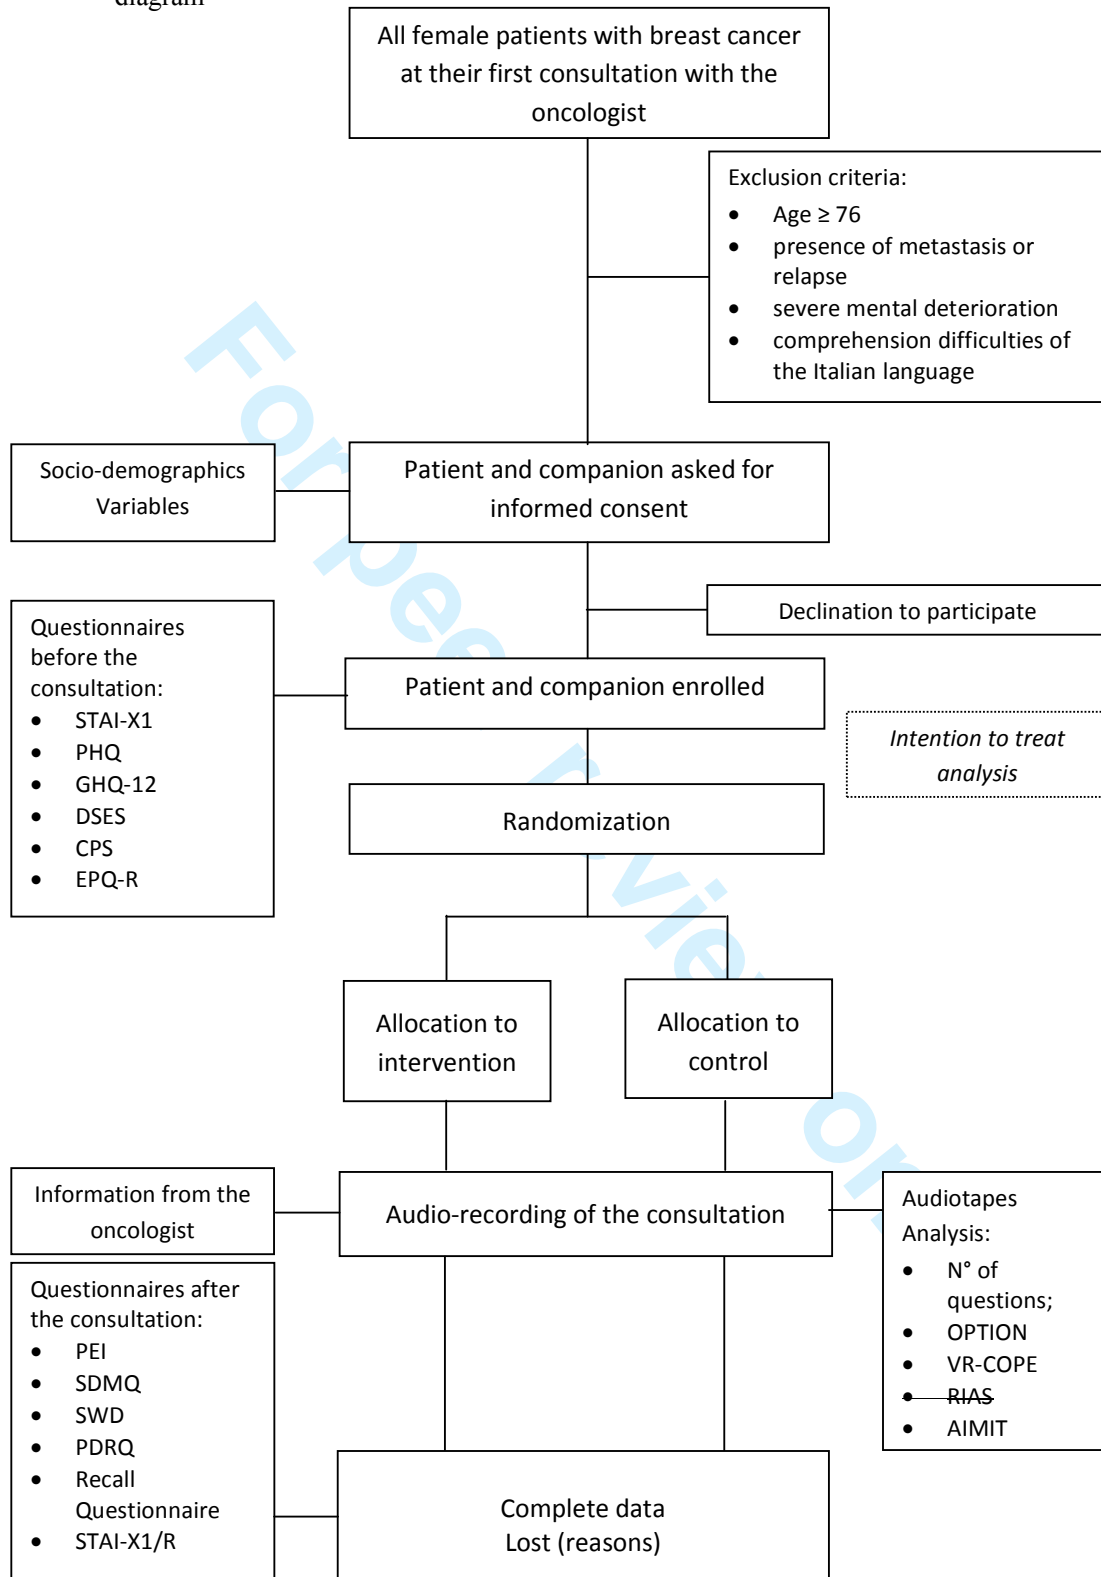 diagram
All female patients with breast cancer
at their first consultation with the
oncologist
Exclusion criteria:
• Age ≥ 76
• presence of metastasis or
relapse
• severe mental deterioration
• comprehension difficulties of
the Italian language
Socio-demographics
Variables
Patient and companion asked for
informed consent
Declination to participate
Questionnaires
before the
consultation:
• STAI-X1
• PHQ
• GHQ-12
• DSES
• CPS
• EPQ-R
Patient and companion enrolled
Intention to treat
analysis
Randomization
Allocation to
intervention
Allocation to
control
Information from the
oncologist
Audio-recording of the consultation
Audiotapes
Analysis:
• N° of
questions;
• OPTION
• VR-COPE
• RIAS
• AIMIT
Questionnaires after
the consultation:
• PEI
• SDMQ
• SWD
• PDRQ
• Recall
Questionnaire
• STAI-X1/R
Complete data
Lost (reasons)
For peer review on